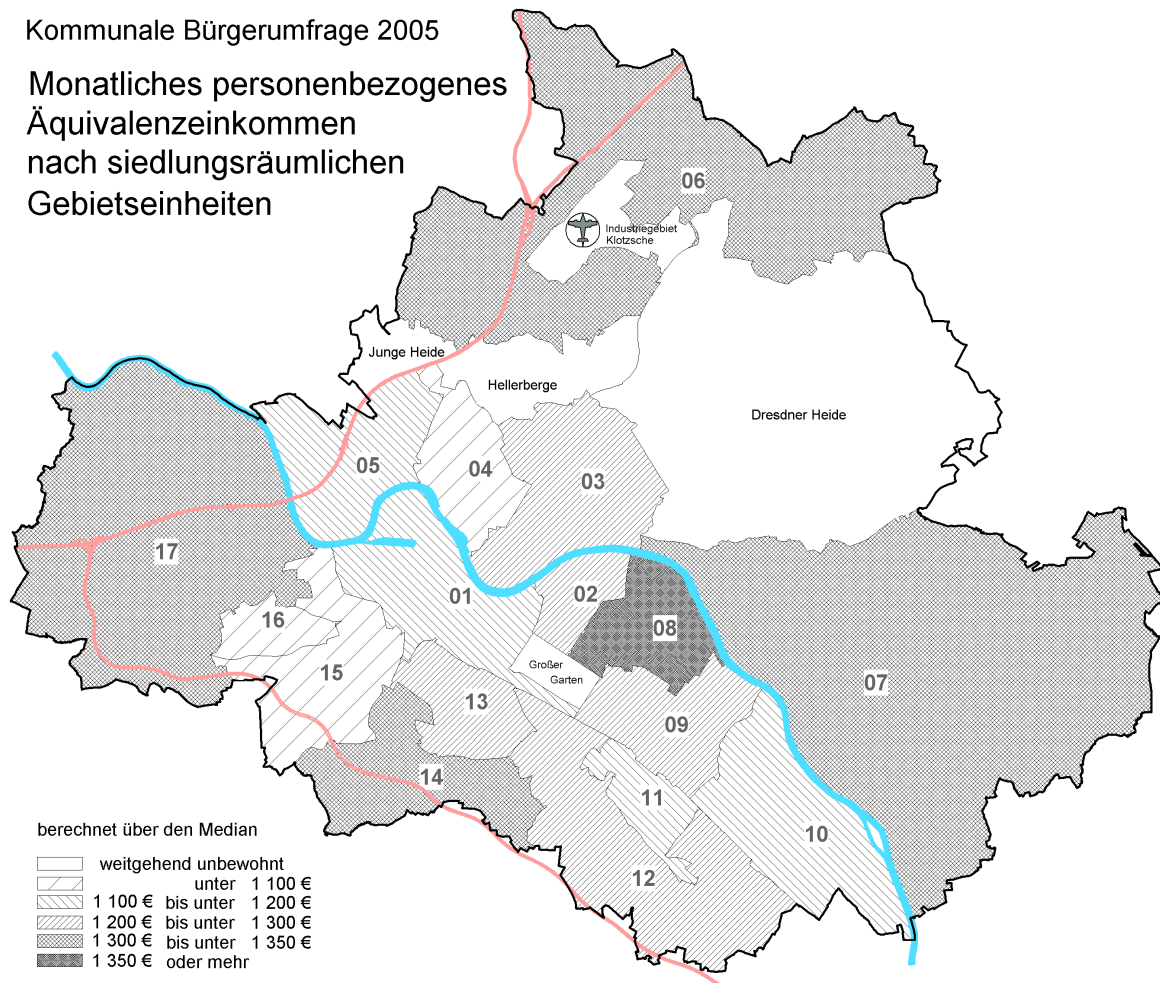 Kommunale Bürgerumfrage 2005
Monatliches personenbezogenes
Äquivalenzeinkommen
nach siedlungsräumlichen
Gebietseinheiten
06
Industriegebiet
Klotzsche
Junge Heide
Hellerberge
Dresdner Heide
05
04
03
17
01
02
16
08
15
Großer
Garten
07
13
09
14
11
10
12
berechnet über den Median
weitgehend unbewohnt
unter 1 100 €
1 100 € bis unter 1 200 €
1 200 € bis unter 1 300 €
1 300 € bis unter 1 350 €
1 350 € oder mehr